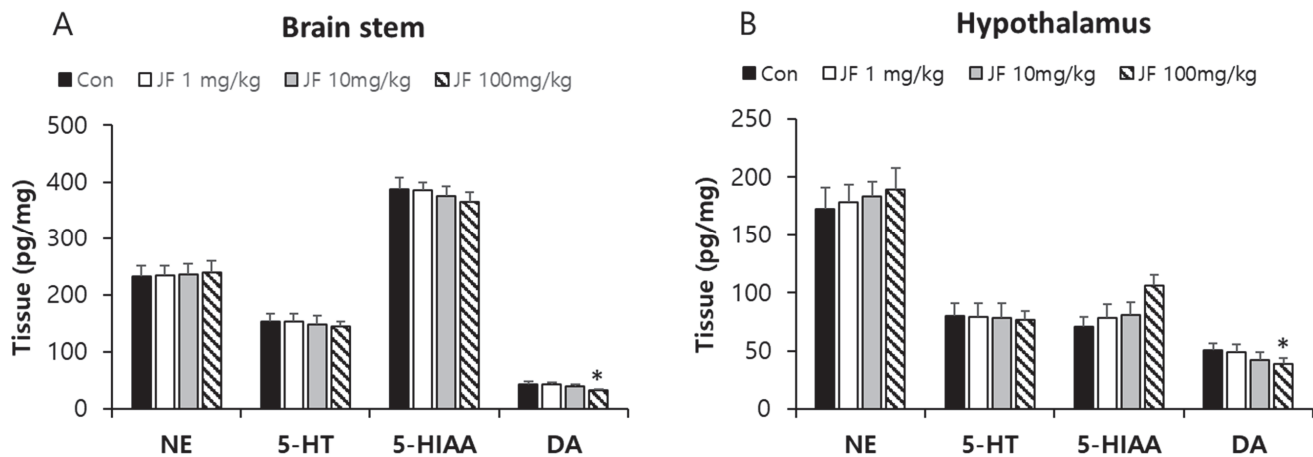 A
Brain stem
Con JF 1 mg/kg JF 10mg/kg JF 100mg/kg
500
400
300
200
100
0
Tissue (pg/mg)
*
NE 5-HT 5-HIAA DA
B
Hypothalamus
Con JF 1 mg/kg JF 10mg/kg JF 100mg/kg
250
200
150
100
50
0
Tissue (pg/mg)
*
NE 5-HT 5-HIAA DA